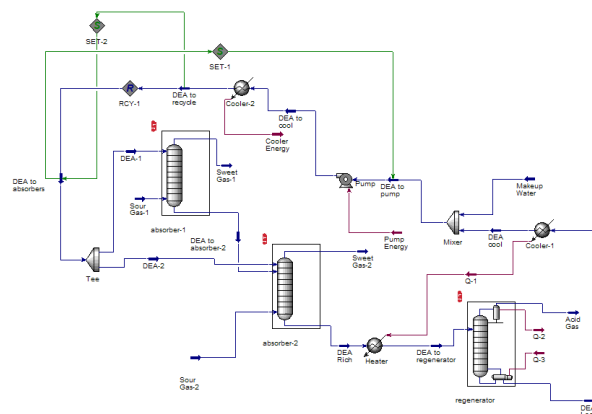 S
SET-2
S
SET-1
R
RCY-1
DEA to
recycle
Cooler-2
DEA to
cool
Cooler
Energy
DEA to
absorbers
DEA-1
Sweet
Gas-1
Sour
Gas-1
absorber-1
Pump
DEA to
pump
Makeup
Water
Pump
Energy
Mixer
DEA
cool
Cooler-1
DEA to
absorber-2
Tee
DEA-2
Sweet
Gas-2
Q-1
absorber-2
DEA
Rich
Heater
DEA to
regenerator
Acid
Gas
Q-2
Q-3
Sour
Gas-2
regenerator